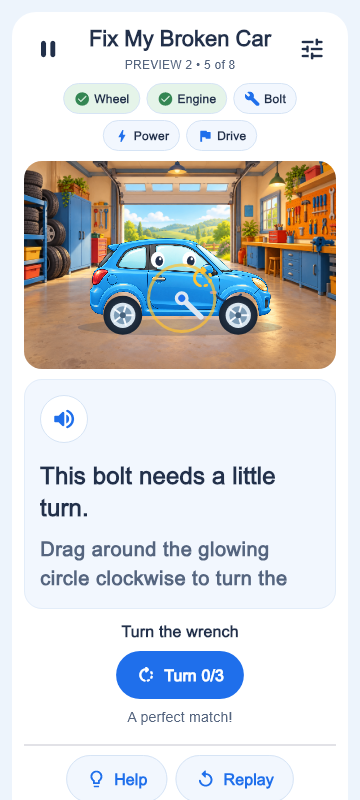 Fix My Broken Car
PREVIEW 2 • 5 of 8
Wheel
Engine
Bolt
Power
Drive
This bolt needs a little
turn.
Drag around the glowing
circle clockwise to turn the
Turn the wrench
Turn 0/3
A perfect match!
Help
Replay